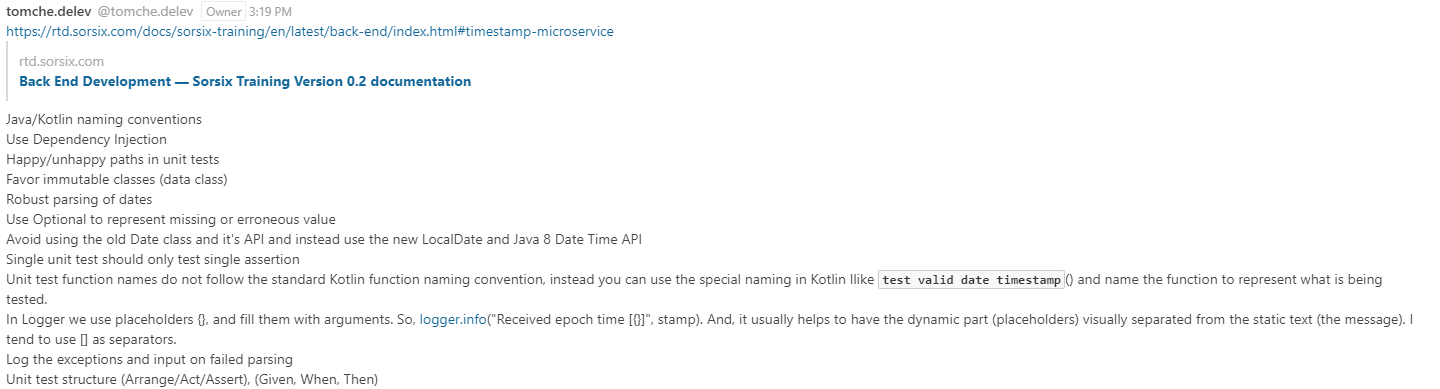 tomche.delev @tomche.delev Owner 3:19 PM
https://rtd.sorsix.com/docs/sorsix-training/en/latest/back-end/index.html#timestamp-microservice
rtd.sorsix.com
Back End Development — Sorsix Training Version 0.2 documentation
Java/Kotlin naming conventions
Use Dependency Injection
Happy/unhappy paths in unit tests
Favor immutable classes (data class)
Robust parsing of dates
Use Optional to represent missing or erroneous value
Avoid using the old Date class and it's API and instead use the new LocalDate and Java 8 Date Time API
Single unit test should only test single assertion
Unit test function names do not follow the standard Kotlin function naming convention, instead you can use the special naming in Kotlin llike test valid date timestamp() and name the function to represent what is being
tested.
In Logger we use placeholders {}, and fill them with arguments. So, logger.info("Received epoch time [{}]", stamp). And, it usually helps to have the dynamic part (placeholders) visually separated from the static text (the message). I
tend to use [] as separators.
Log the exceptions and input on failed parsing
Unit test structure (Arrange/Act/Assert), (Given, When, Then)